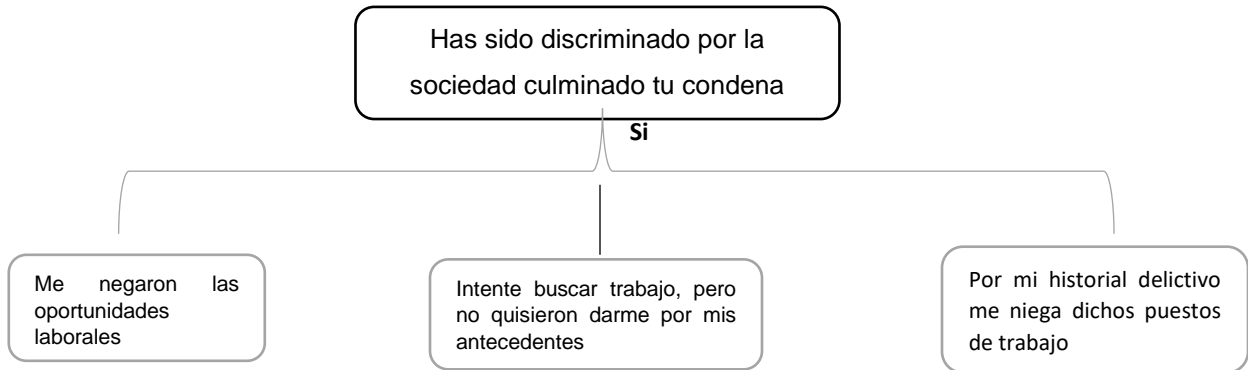 Has sido discriminado por la
sociedad culminado tu condena
Si
Me negaron las
oportunidades
laborales
Intente buscar trabajo, pero
no quisieron darme por mis
antecedentes
Por mi historial delictivo
me niega dichos puestos
de trabajo